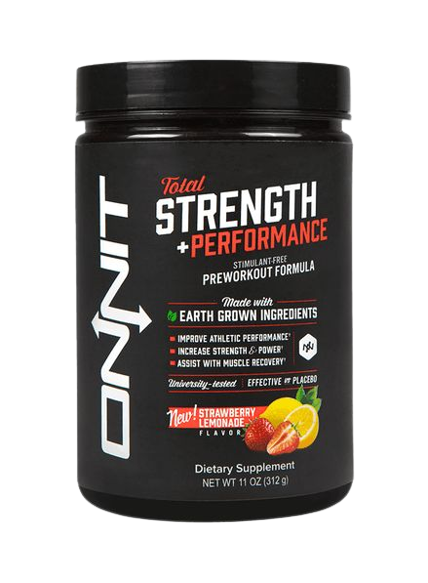 ONNIT
Total
STRENGTH
+PERFORMANCE
STIMULANT-FREE
PREWORKOUT FORMULA
Made with
EARTH GROWN INGREDIENTS
IMPROVE ATHLETIC PERFORMANCE†
INCREASE STRENGTH & POWER†
ASSIST WITH MUSCLE RECOVERY†
University-tested | EFFECTIVE vs PLACEBO
New! STRAWBERRY
LEMONADE
FLAVOR
Dietary Supplement
NET WT 11 OZ (312 g)